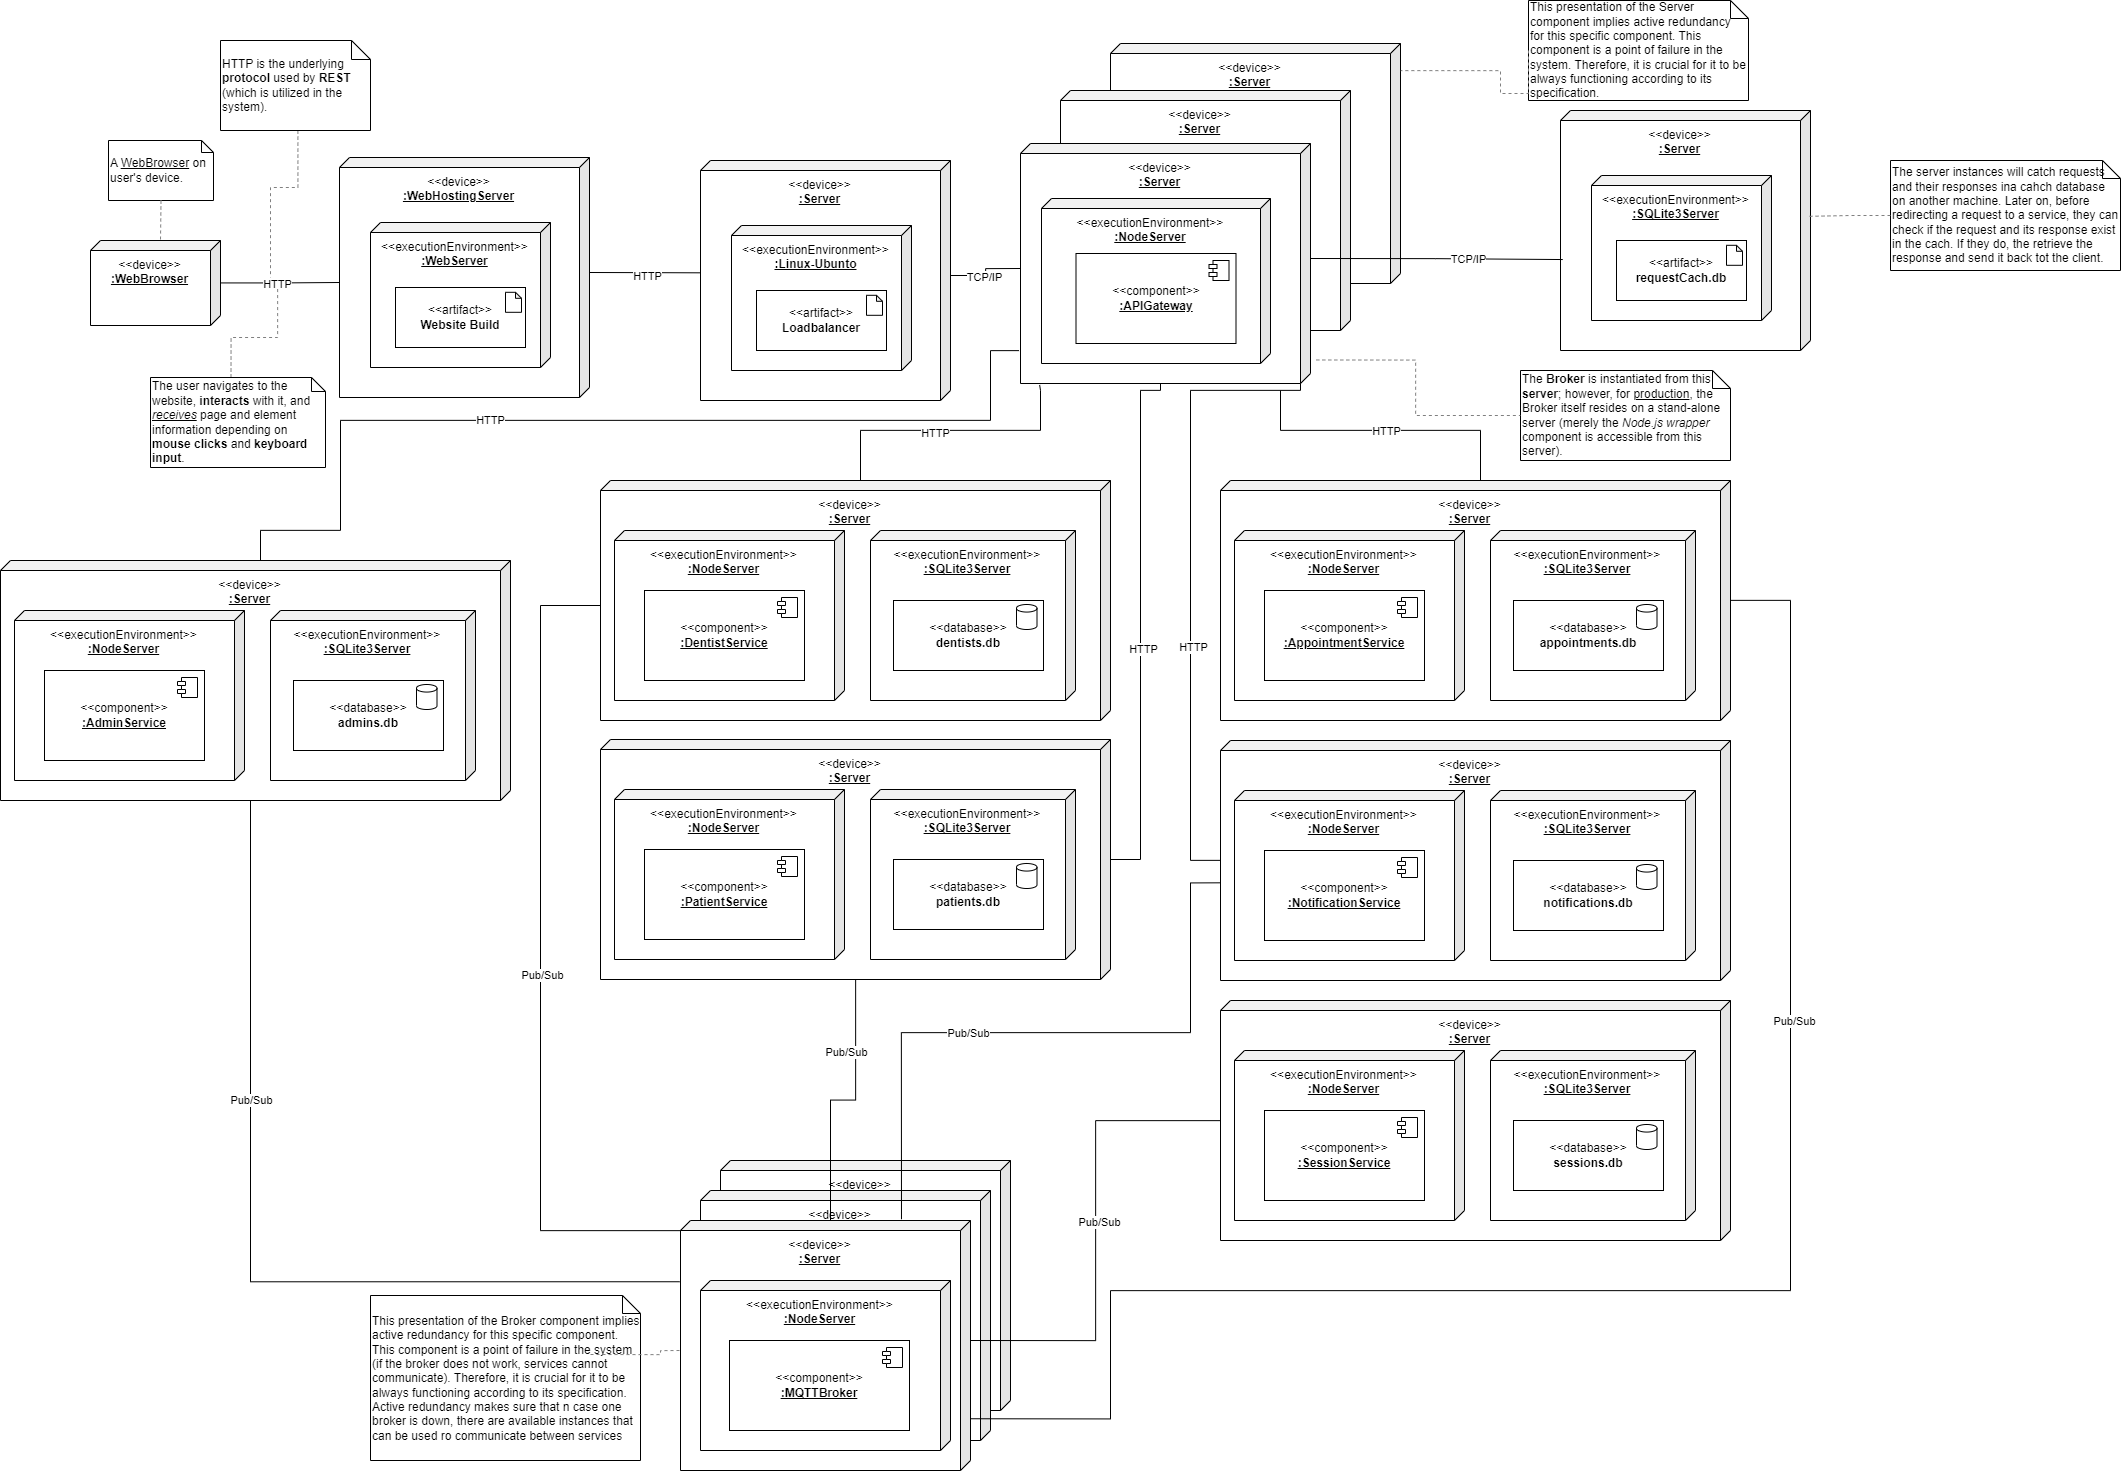 This presentation of the Server
component implies active redundancy
for this specific component. This
component is a point of failure in the
system. Therefore, it is crucial for it to be
always functioning according to its
specification.
HTTP is the underlying
protocol used by REST
(which is utilized in the
system).
A WebBrowser on
user's device.
<<device>>
:WebBrowser
HTTP
The user navigates to the
website, interacts with it, and
receives page and element
information depending on
mouse clicks and keyboard
input.
<<device>>
:WebHostingServer
<<executionEnvironment>>
:WebServer
<<artifact>>
Website Build
HTTP
<<device>>
:Server
<<executionEnvironment>>
:Linux-Ubunto
<<artifact>>
Loadbalancer
TCP/IP
<<device>>
:Server
<<device>>
:Server
<<device>>
:Server
<<executionEnvironment>>
:NodeServer
<<component>>
:APIGateway
TCP/IP
<<device>>
:Server
<<executionEnvironment>>
:SQLite3Server
<<artifact>>
requestCach.db
The server instances will catch requests
and their responses ina cahch database
on another machine. Later on, before
redirecting a request to a service, they can
check if the request and its response exist
in the cach. If they do, the retrieve the
response and send it back tot the client.
The Broker is instantiated from this
server; however, for production, the
Broker itself resides on a stand-alone
server (merely the Node.js wrapper
component is accessible from this
server).
HTTP
HTTP
HTTP
HTTP
HTTP
<<device>>
:Server
<<executionEnvironment>>
:NodeServer
<<component>>
:AdminService
<<executionEnvironment>>
:SQLite3Server
<<database>>
admins.db
<<device>>
:Server
<<executionEnvironment>>
:NodeServer
<<component>>
:DentistService
<<executionEnvironment>>
:SQLite3Server
<<database>>
dentists.db
<<device>>
:Server
<<executionEnvironment>>
:NodeServer
<<component>>
:AppointmentService
<<executionEnvironment>>
:SQLite3Server
<<database>>
appointments.db
<<device>>
:Server
<<executionEnvironment>>
:NodeServer
<<component>>
:PatientService
<<executionEnvironment>>
:SQLite3Server
<<database>>
patients.db
<<device>>
:Server
<<executionEnvironment>>
:NodeServer
<<component>>
:NotificationService
<<executionEnvironment>>
:SQLite3Server
<<database>>
notifications.db
<<device>>
:Server
<<executionEnvironment>>
:NodeServer
<<component>>
:SessionService
<<executionEnvironment>>
:SQLite3Server
<<database>>
sessions.db
Pub/Sub
Pub/Sub
Pub/Sub
Pub/Sub
Pub/Sub
Pub/Sub
<<device>>
<<device>>
<<device>>
:Server
<<executionEnvironment>>
:NodeServer
<<component>>
:MQTTBroker
This presentation of the Broker component implies
active redundancy for this specific component.
This component is a point of failure in the system
(if the broker does not work, services cannot
communicate). Therefore, it is crucial for it to be
always functioning according to its specification.
Active redundancy makes sure that n case one
broker is down, there are available instances that
can be used ro communicate between services